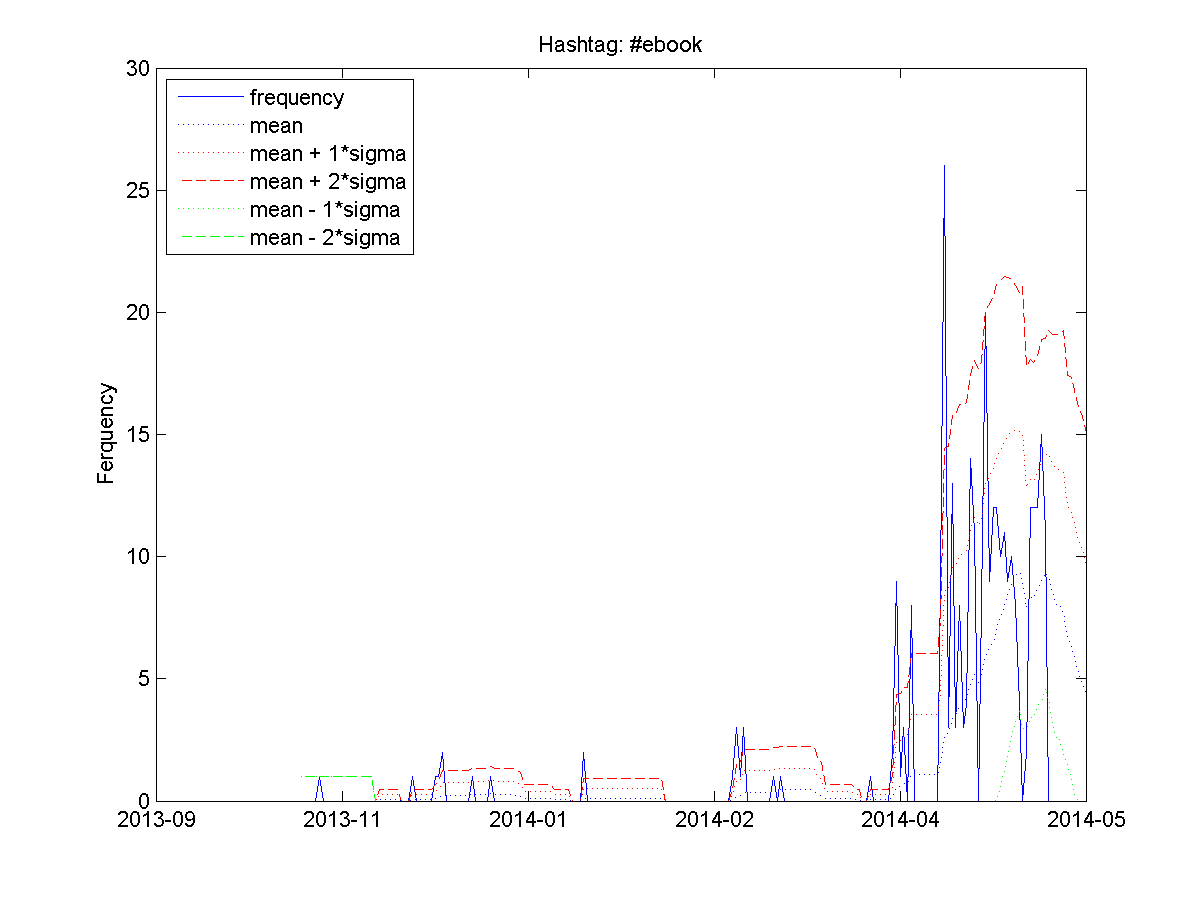 Hashtag: #ebook
30
25
20
15
10
5
0
Ferquency
frequency
mean
mean + 1*sigma
mean + 2*sigma
mean - 1*sigma
mean - 2*sigma
2013-09 2013-11 2014-01 2014-02 2014-04 2014-05